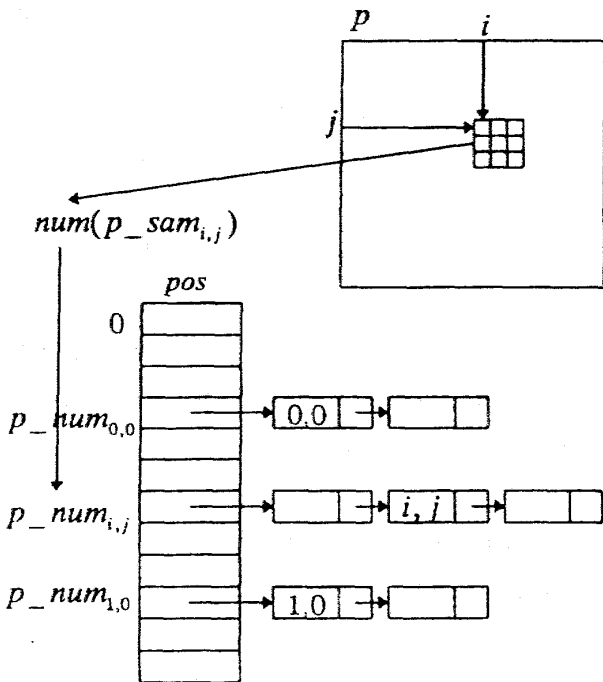 p
i
j
num(p_sam_{i,j})
pos
0
p_num_{0,0}
0,0
p_num_{i,j}
i, j
p_num_{1,0}
1,0